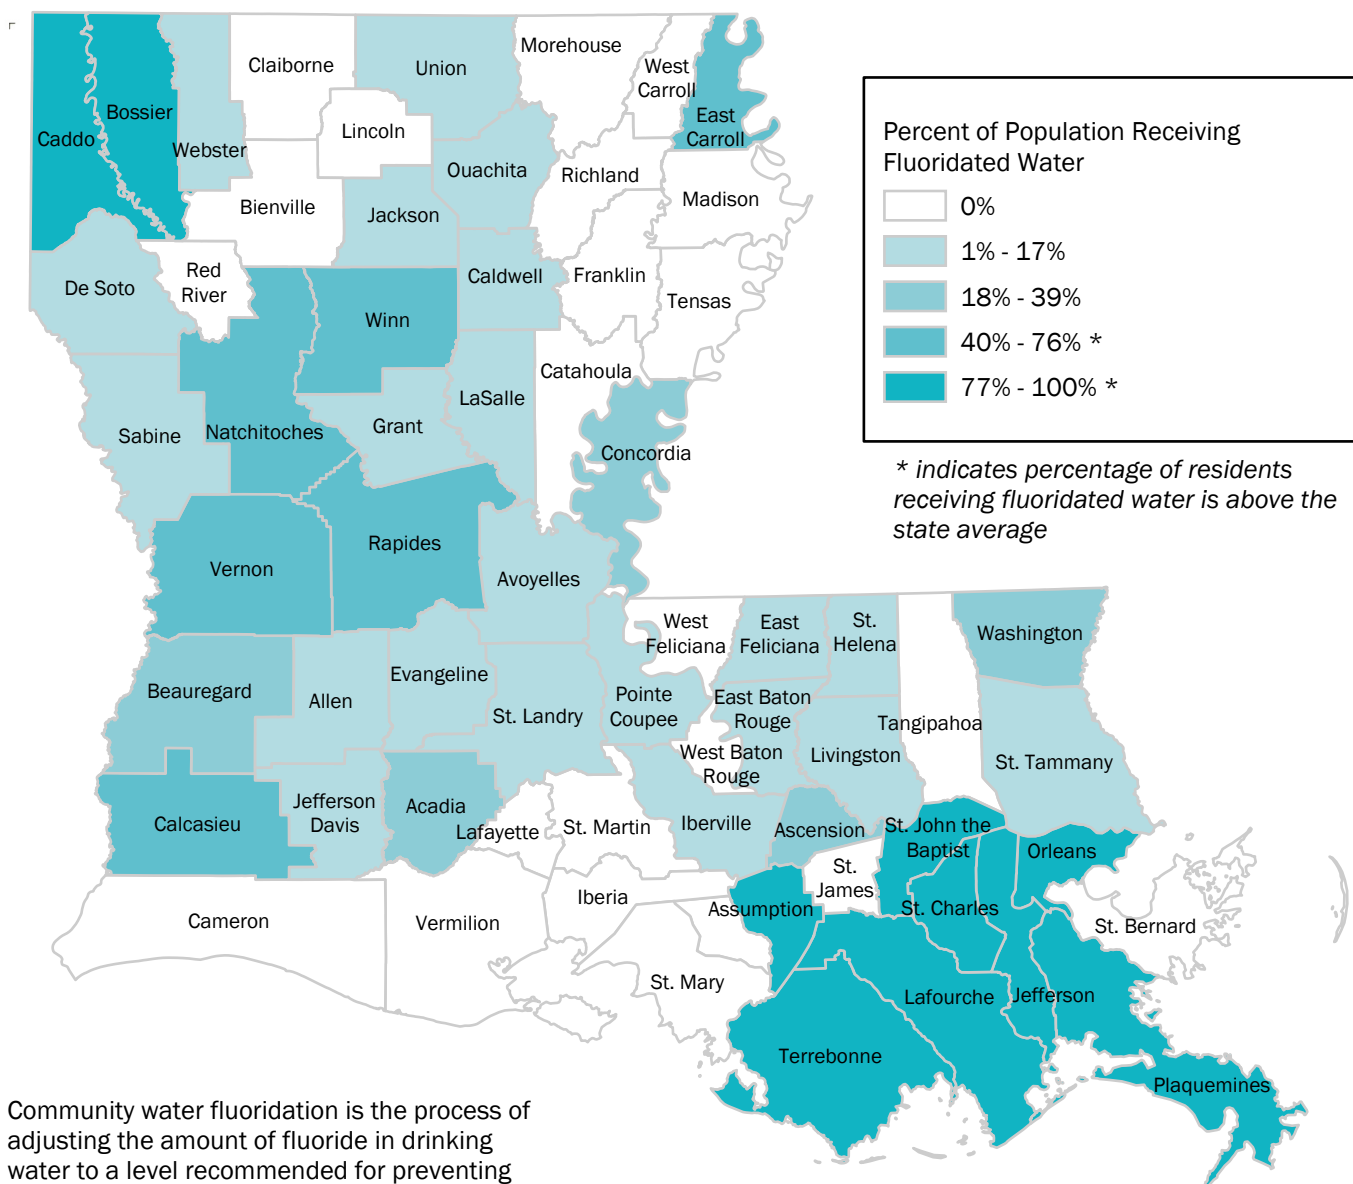 Morehouse
Claiborne
Union
West
Carroll
Bossier
East
Carroll
Caddo
Lincoln
Webster
Ouachita
Richland
Madison
Bienville
Jackson
Red
River
De Soto
Caldwell
Franklin
Tensas
Winn
Catahoula
LaSalle
Sabine
Natchitoches
Grant
Concordia
Rapides
Vernon
Avoyelles
West
Feliciana
East
Feliciana
St.
Helena
Washington
Beauregard
Allen
Evangeline
St. Landry
Pointe
Coupee
East Baton
Rouge
Tangipahoa
West Baton
Rouge
Livingston
St. Tammany
Calcasieu
Jefferson
Davis
Acadia
Lafayette
St. Martin
Iberville
Ascension
St. John the
Baptist
Orleans
St.
James
Cameron
Vermilion
Iberia
Assumption
St. Charles
St. Bernard
St. Mary
Lafourche
Jefferson
Terrebonne
Plaquemines
Percent of Population Receiving
Fluoridated Water
0%
1% - 17%
18% - 39%
40% - 76% *
77% - 100% *
* indicates percentage of residents
receiving fluoridated water is above the
state average
Community water fluoridation is the process of
adjusting the amount of fluoride in drinking
water to a level recommended for preventing